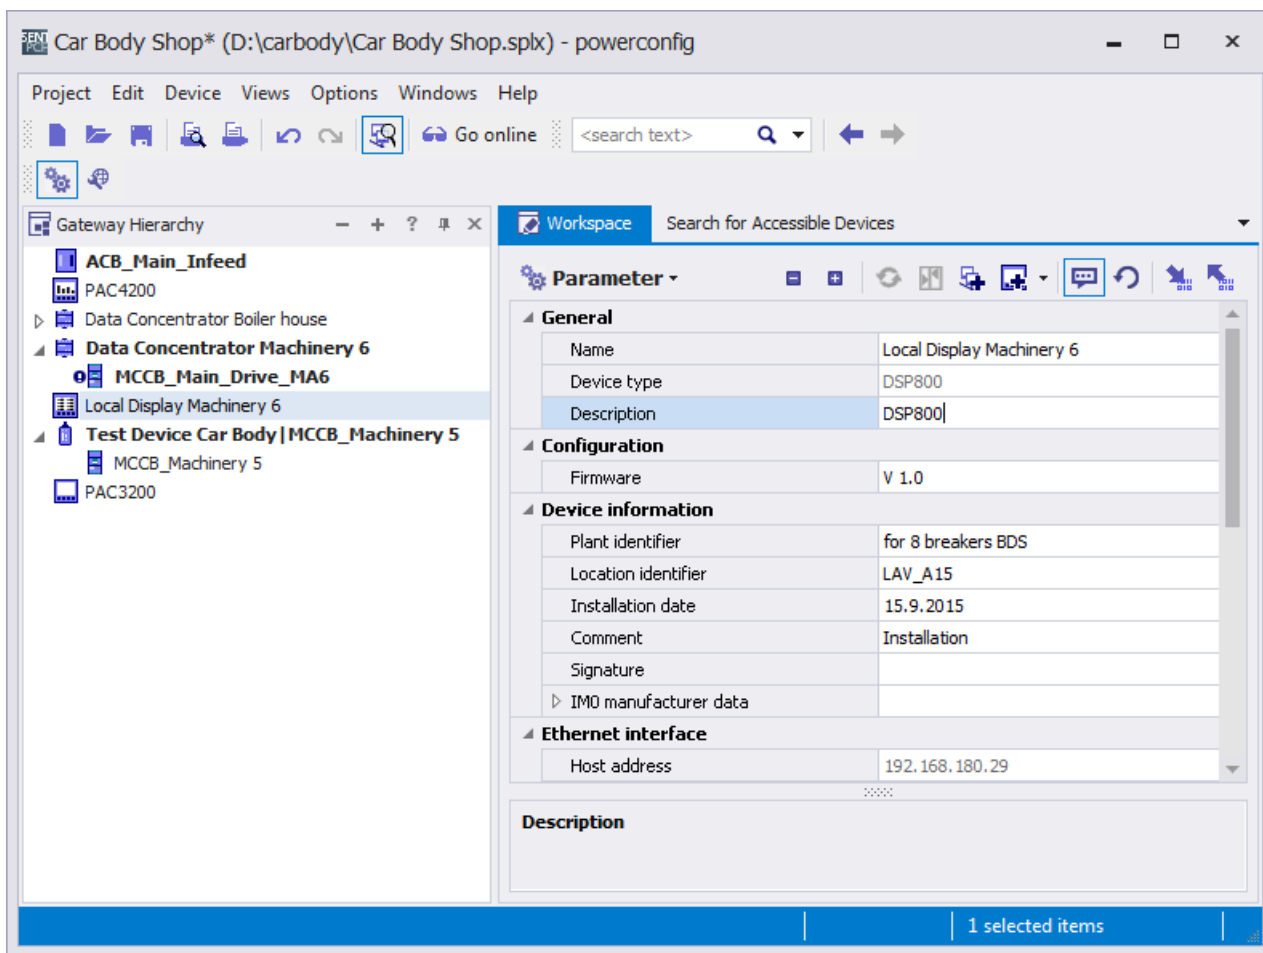 SENT
PCF
Car Body Shop* (D:\carbody\Car Body Shop.splx) - powerconfig
Project Edit Device Views Options Windows Help
Go online <search text>
Gateway Hierarchy
Workspace Search for Accessible Devices
ACB_Main_Infeed
PAC4200
Data Concentrator Boiler house
Data Concentrator Machinery 6
MCCB_Main_Drive_MA6
Local Display Machinery 6
Test Device Car Body|MCCB_Machinery 5
MCCB_Machinery 5
PAC3200
Parameter
General
Name Local Display Machinery 6
Device type DSP800
Description DSP800
Configuration
Firmware V 1.0
Device information
Plant identifier for 8 breakers BDS
Location identifier LAV_A15
Installation date 15.9.2015
Comment Installation
Signature
IM0 manufacturer data
Ethernet interface
Host address 192.168.180.29
Description
1 selected items